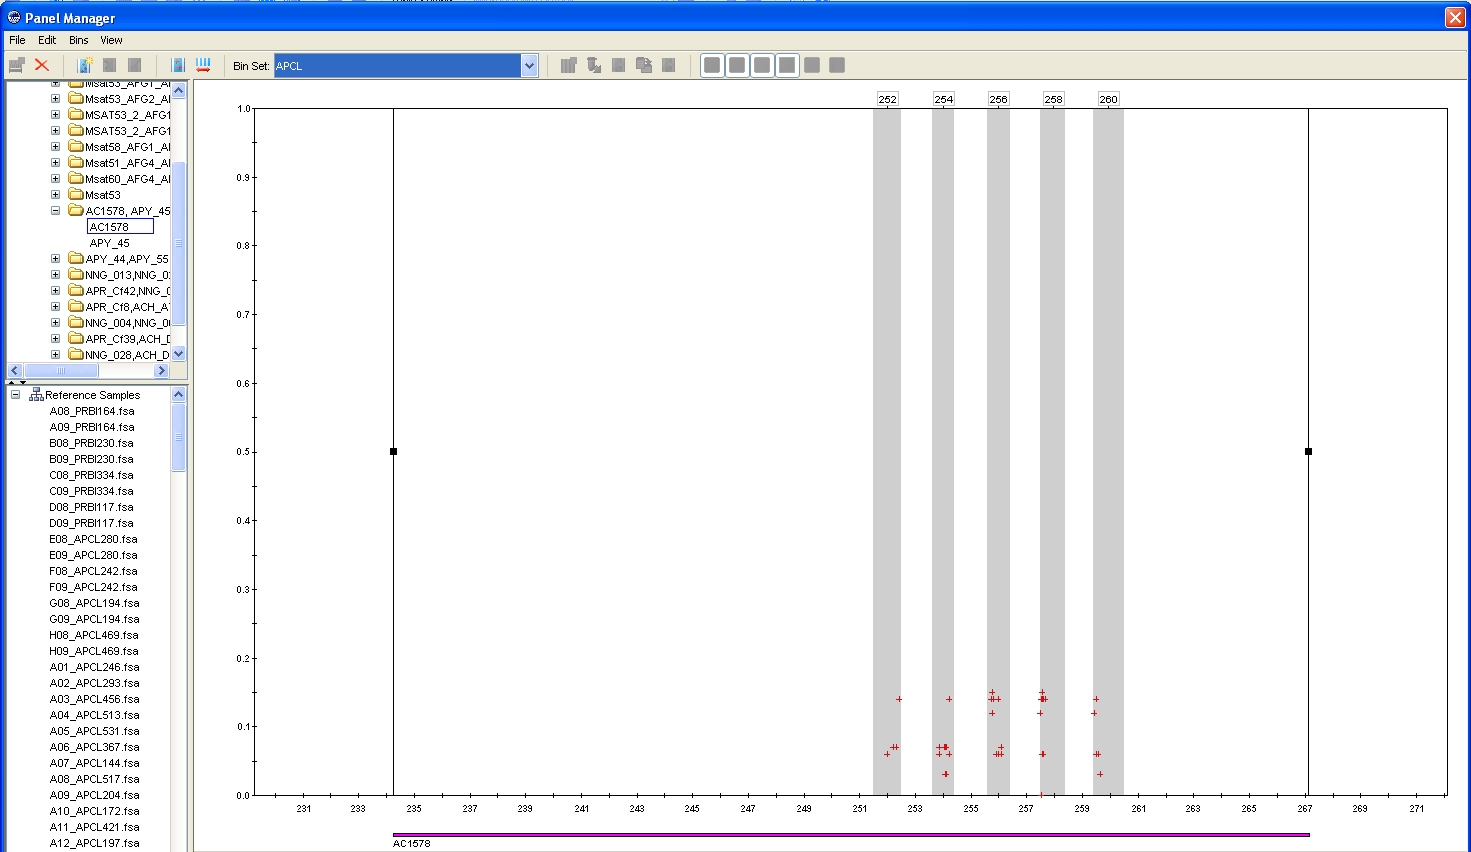 Panel Manager
File Edit Bins View
Bin Set: APCL
Msat53_AFG1_Al
Msat53_AFG2_Al
MSAT53_2_AFG1
MSAT53_2_AFG1
Msat58_AFG1_Al
Msat51_AFG4_Al
Msat60_AFG4_Al
Msat53
AC1578, APY_45
AC1578
APY_45
APY_44,APY_55
NNG_013,NNG_0
APR_Cf42,NNG_0
APR_Cf8,ACH_A
NNG_004,NNG_0
APR_Cf39,ACH_D
NNG_028,ACH_D
Reference Samples
A08_PRBI164.fsa
A09_PRBI164.fsa
B08_PRBI230.fsa
B09_PRBI230.fsa
C08_PRBI334.fsa
C09_PRBI334.fsa
D08_PRBI117.fsa
D09_PRBI117.fsa
E08_APCL280.fsa
E09_APCL280.fsa
F08_APCL242.fsa
F09_APCL242.fsa
G08_APCL194.fsa
G09_APCL194.fsa
H08_APCL469.fsa
H09_APCL469.fsa
A01_APCL246.fsa
A02_APCL293.fsa
A03_APCL456.fsa
A04_APCL513.fsa
A05_APCL531.fsa
A06_APCL367.fsa
A07_APCL144.fsa
A08_APCL517.fsa
A09_APCL204.fsa
A10_APCL172.fsa
A11_APCL421.fsa
A12_APCL197.fsa
252 254 256 258 260
1.0
0.9
0.8
0.7
0.6
0.5
0.4
0.3
0.2
0.1
0.0
231 233 235 237 239 241 243 245 247 249 251 253 255 257 259 261 263 265 267 269 271
AC1578